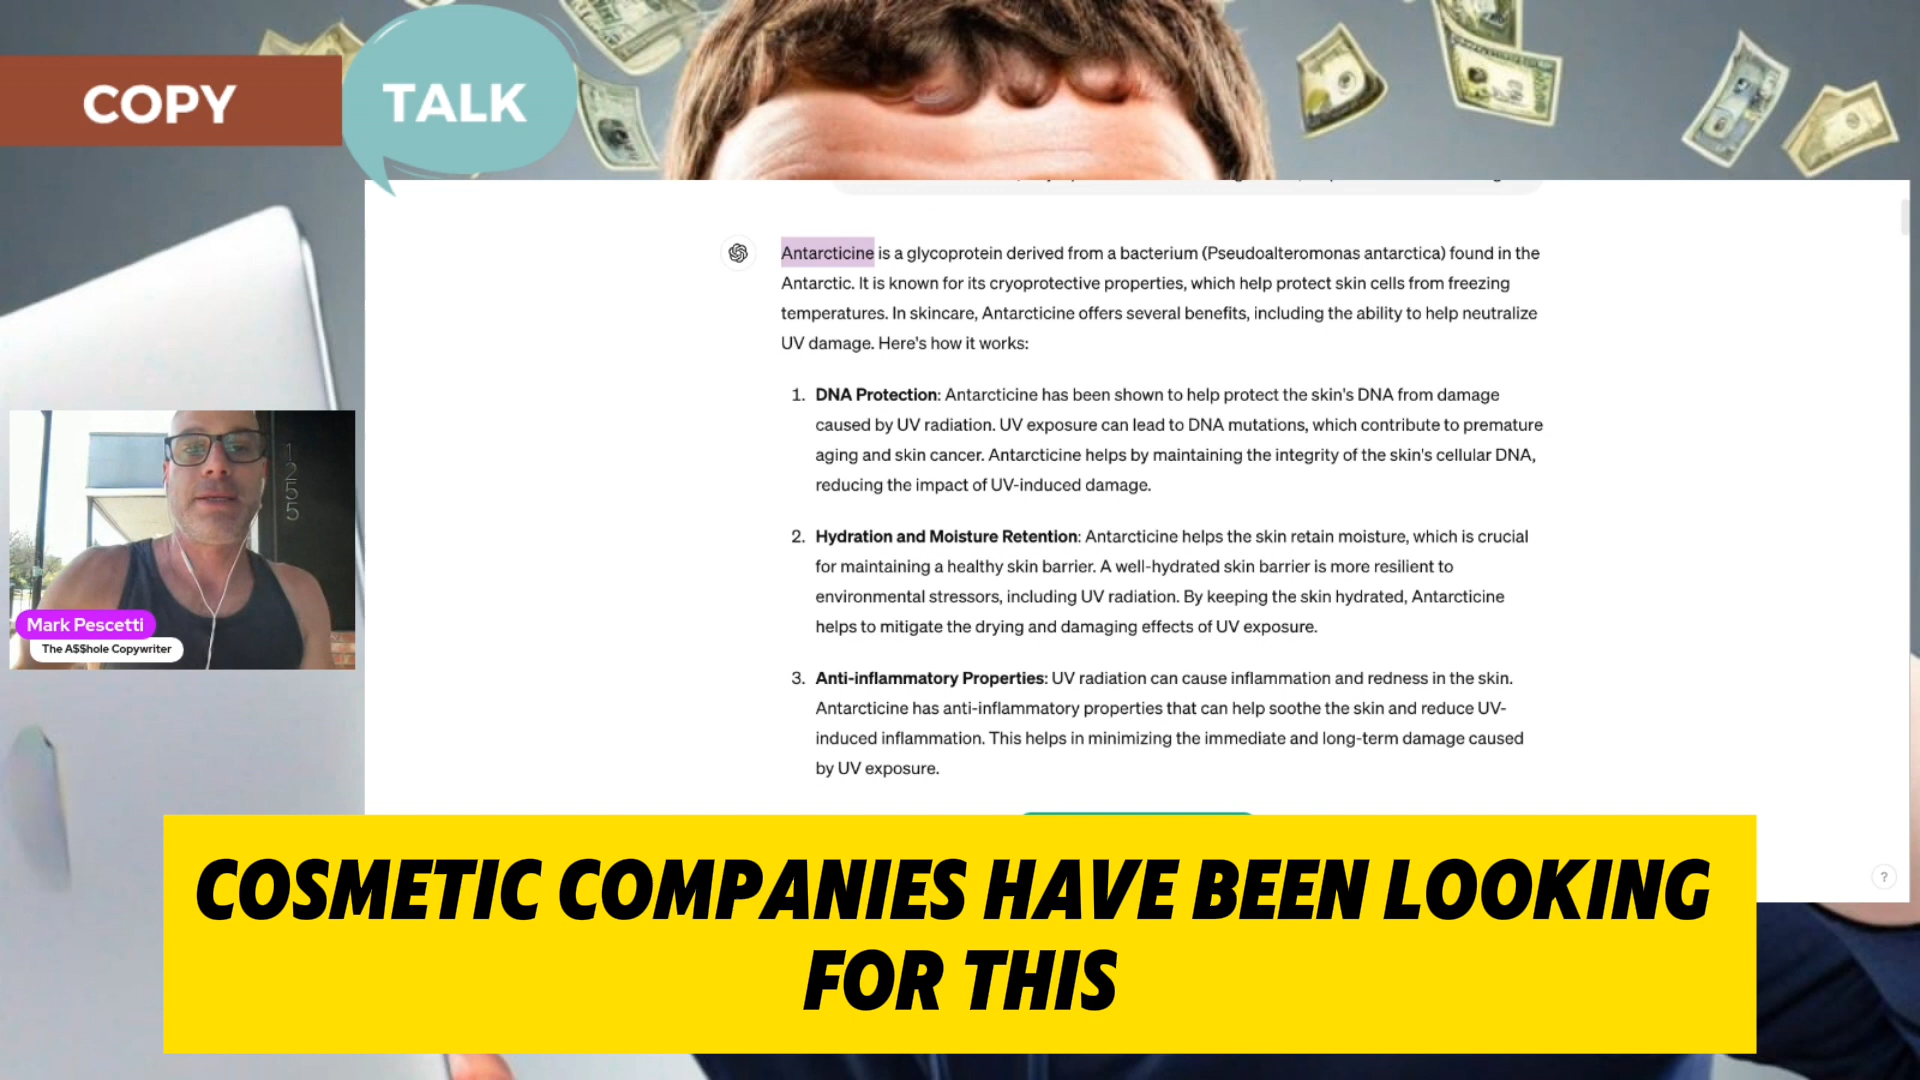 COPY
TALK
Antarcticine is a glycoprotein derived from a bacterium (Pseudoalteromonas antarctica) found in the
Antarctic. It is known for its cryoprotective properties, which help protect skin cells from freezing
temperatures. In skincare, Antarcticine offers several benefits, including the ability to help neutralize
UV damage. Here's how it works:
1. DNA Protection: Antarcticine has been shown to help protect the skin's DNA from damage
caused by UV radiation. UV exposure can lead to DNA mutations, which contribute to premature
aging and skin cancer. Antarcticine helps by maintaining the integrity of the skin's cellular DNA,
reducing the impact of UV-induced damage.
2. Hydration and Moisture Retention: Antarcticine helps the skin retain moisture, which is crucial
for maintaining a healthy skin barrier. A well-hydrated skin barrier is more resilient to
environmental stressors, including UV radiation. By keeping the skin hydrated, Antarcticine
helps to mitigate the drying and damaging effects of UV exposure.
3. Anti-inflammatory Properties: UV radiation can cause inflammation and redness in the skin.
Antarcticine has anti-inflammatory properties that can help soothe the skin and reduce UV-
induced inflammation. This helps in minimizing the immediate and long-term damage caused
by UV exposure.
1
2
5
5
Mark Pescetti
The A$$hole Copywriter
?
COSMETIC COMPANIES HAVE BEEN LOOKING
FOR THIS